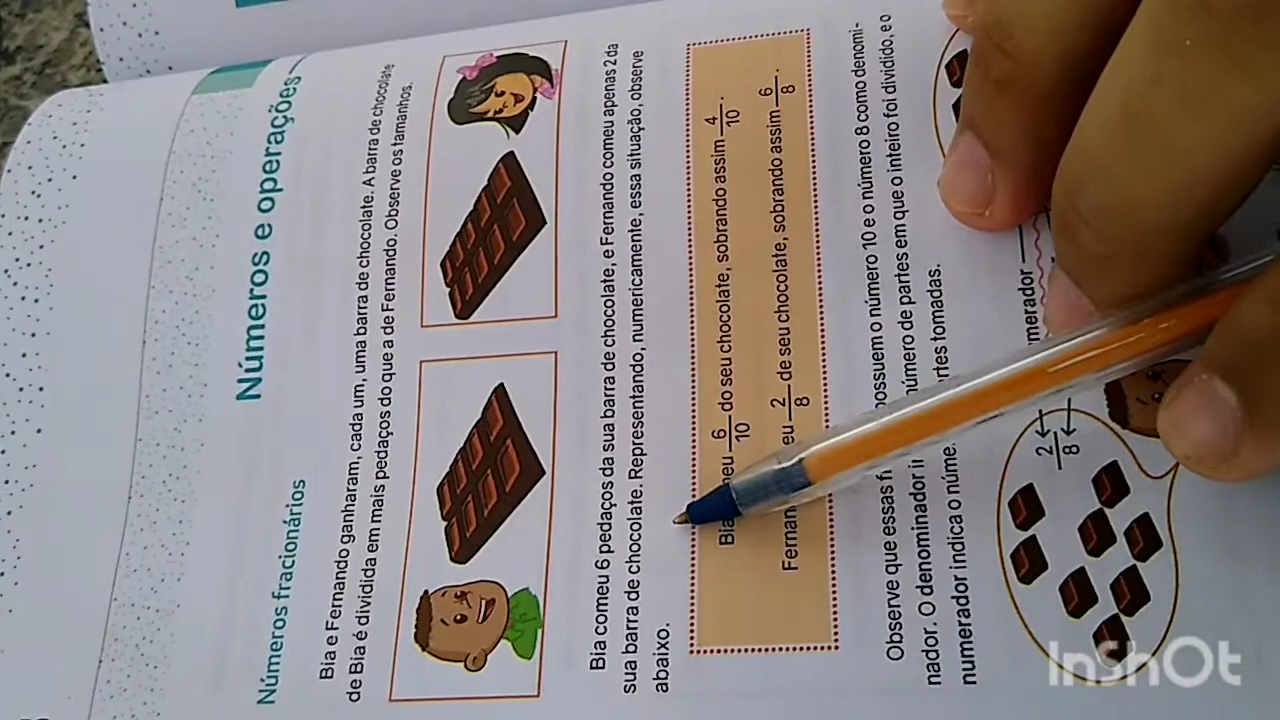 Números e operações
Números fracionários
Bia e Fernando ganharam, cada um, uma barra de chocolate. A barra de chocolate
de Bia é dividida em mais pedaços do que a de Fernando. Observe os tamanhos.
Bia comeu 6 pedaços da sua barra de chocolate, e Fernando comeu apenas 2 da
sua barra de chocolate. Representando, numericamente, essa situação, observe
abaixo.
Bia 6/10 do seu chocolate, sobrando assim 4/10.
2/8 de seu chocolate, sobrando assim 6/8.
Observe que essas possuem o número 10 e o número 8 como denomi-
nador. O denominador número de partes em que o inteiro foi dividido, e o
numerador indica o tomadas.
2/8
InShOt